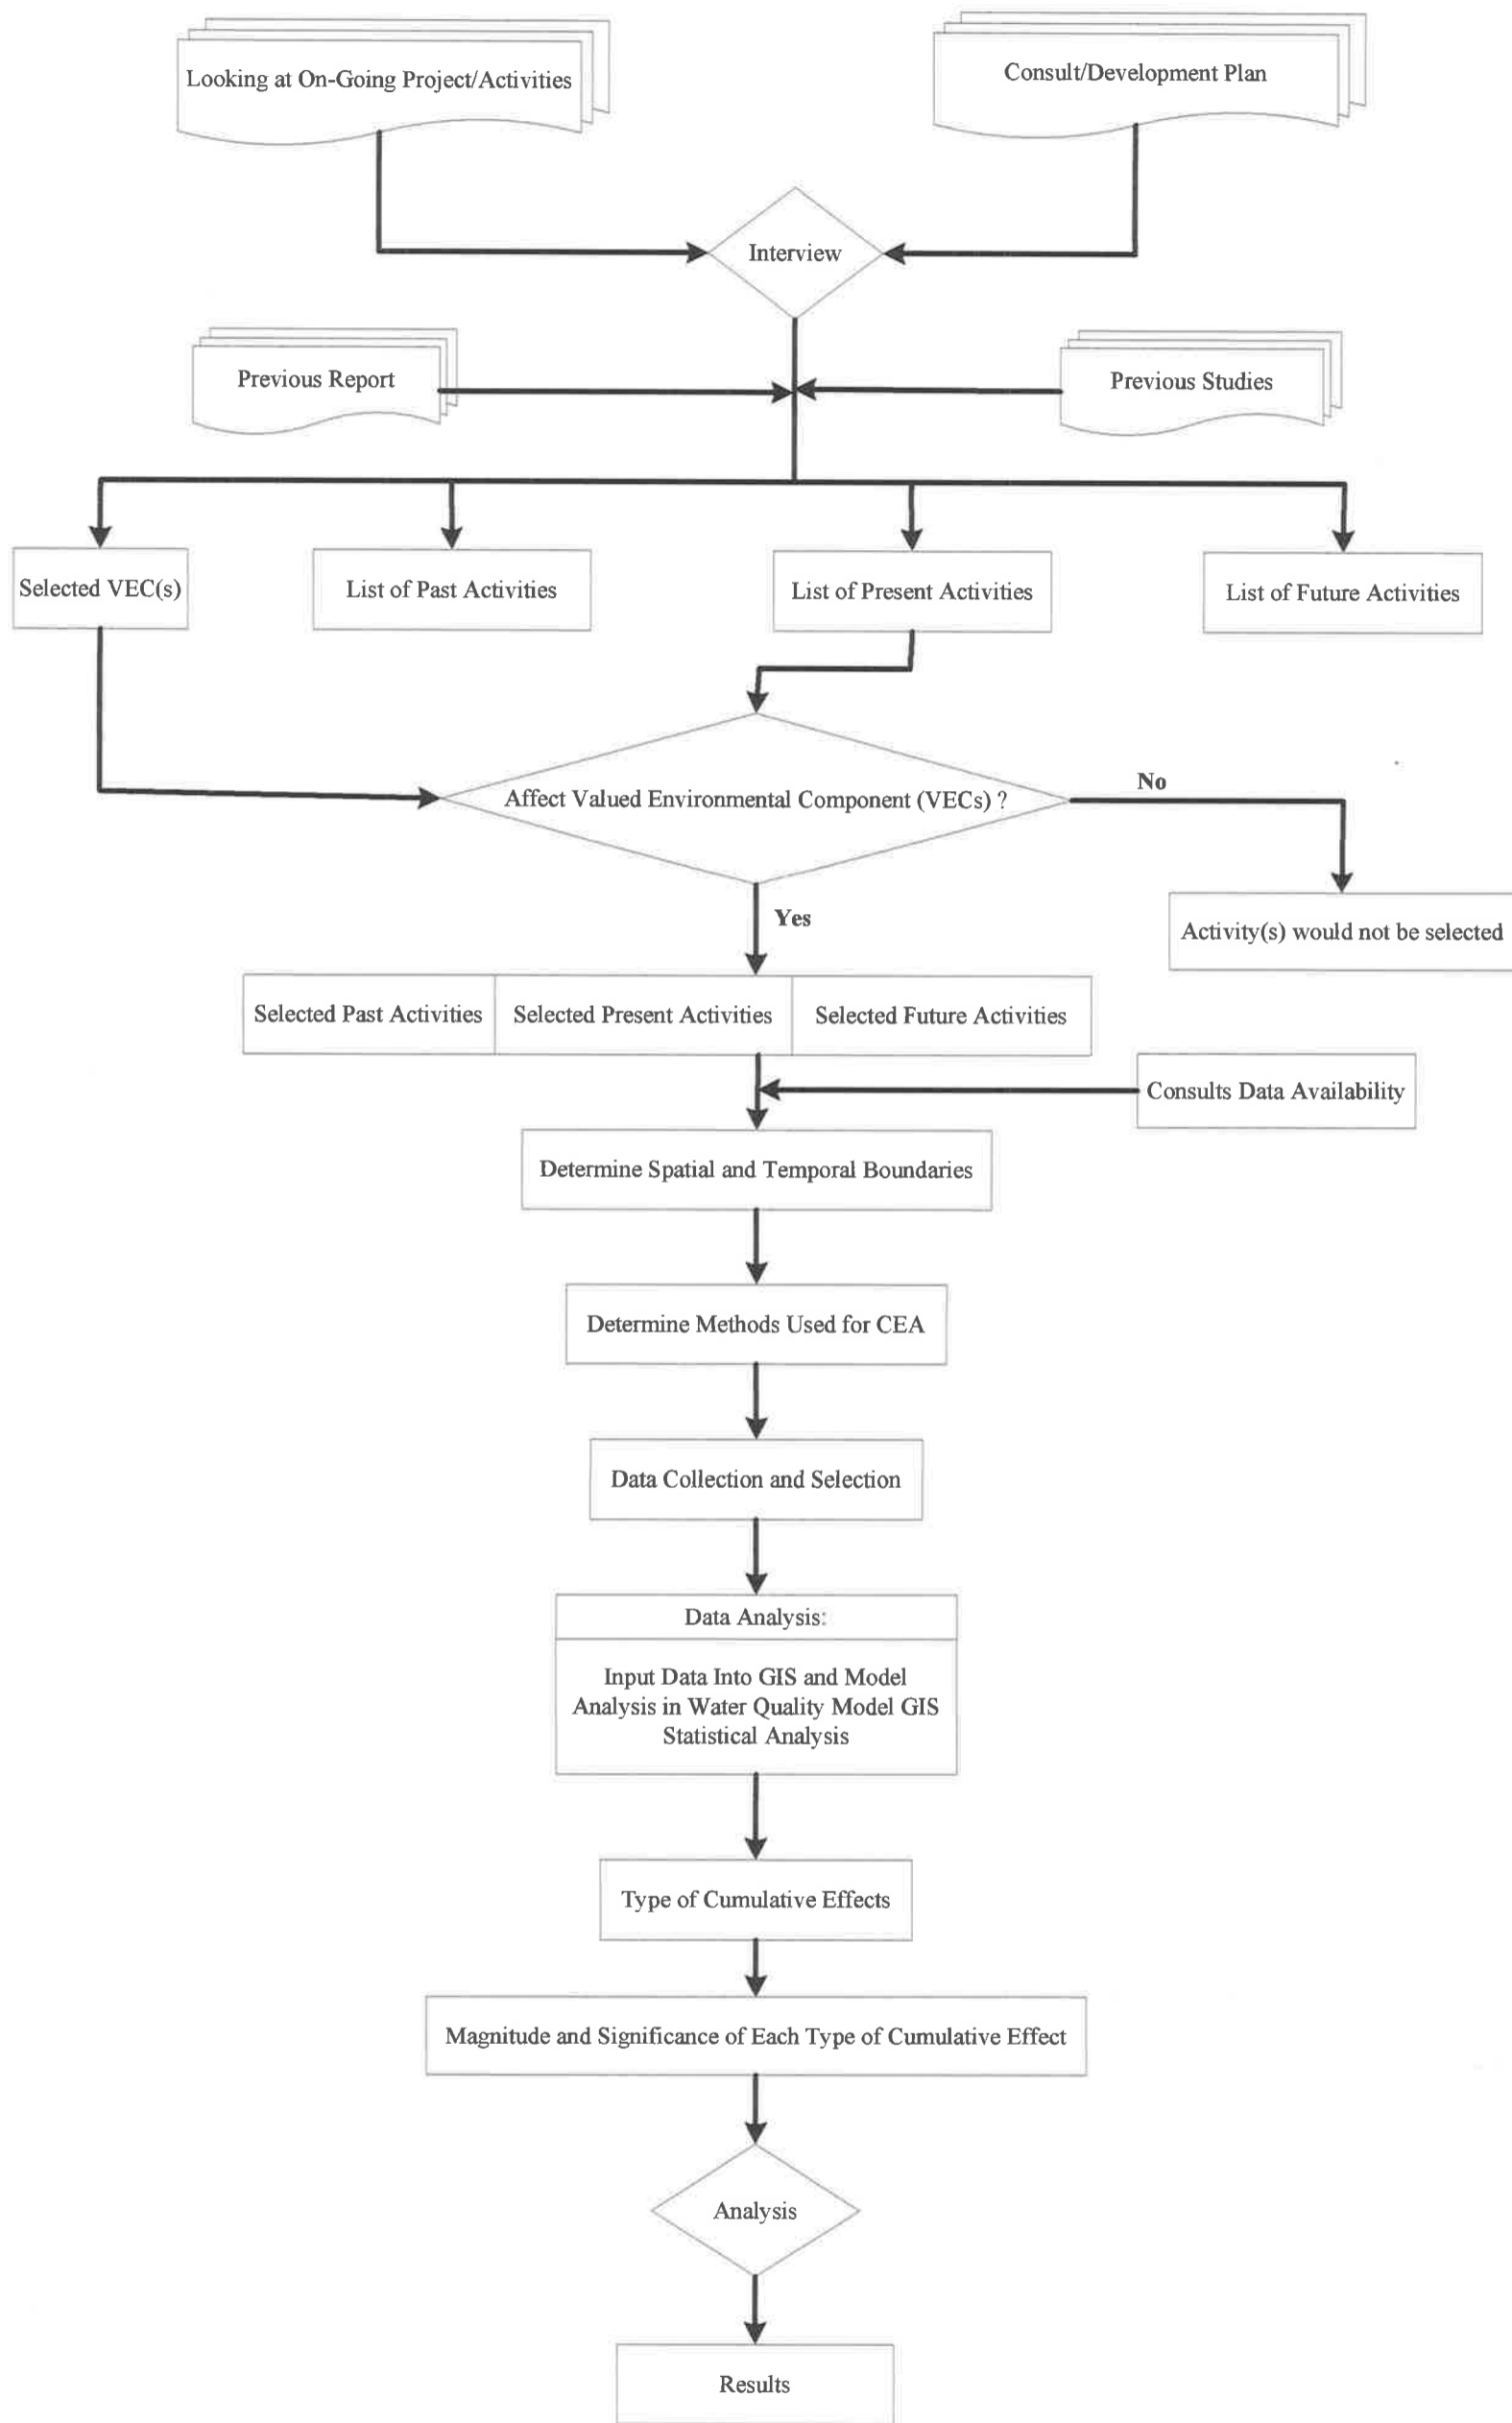 Looking at On-Going Project/Activities
Consult/Development Plan
Interview
Previous Report
Previous Studies
Selected VEC(s)
List of Past Activities
List of Present Activities
List of Future Activities
Affect Valued Environmental Component (VECs) ?
No
Yes
Activity(s) would not be selected
Selected Past Activities
Selected Present Activities
Selected Future Activities
Consults Data Availability
Determine Spatial and Temporal Boundaries
Determine Methods Used for CEA
Data Collection and Selection
Data Analysis:
Input Data Into GIS and Model
Analysis in Water Quality Model GIS
Statistical Analysis
Type of Cumulative Effects
Magnitude and Significance of Each Type of Cumulative Effect
Analysis
Results